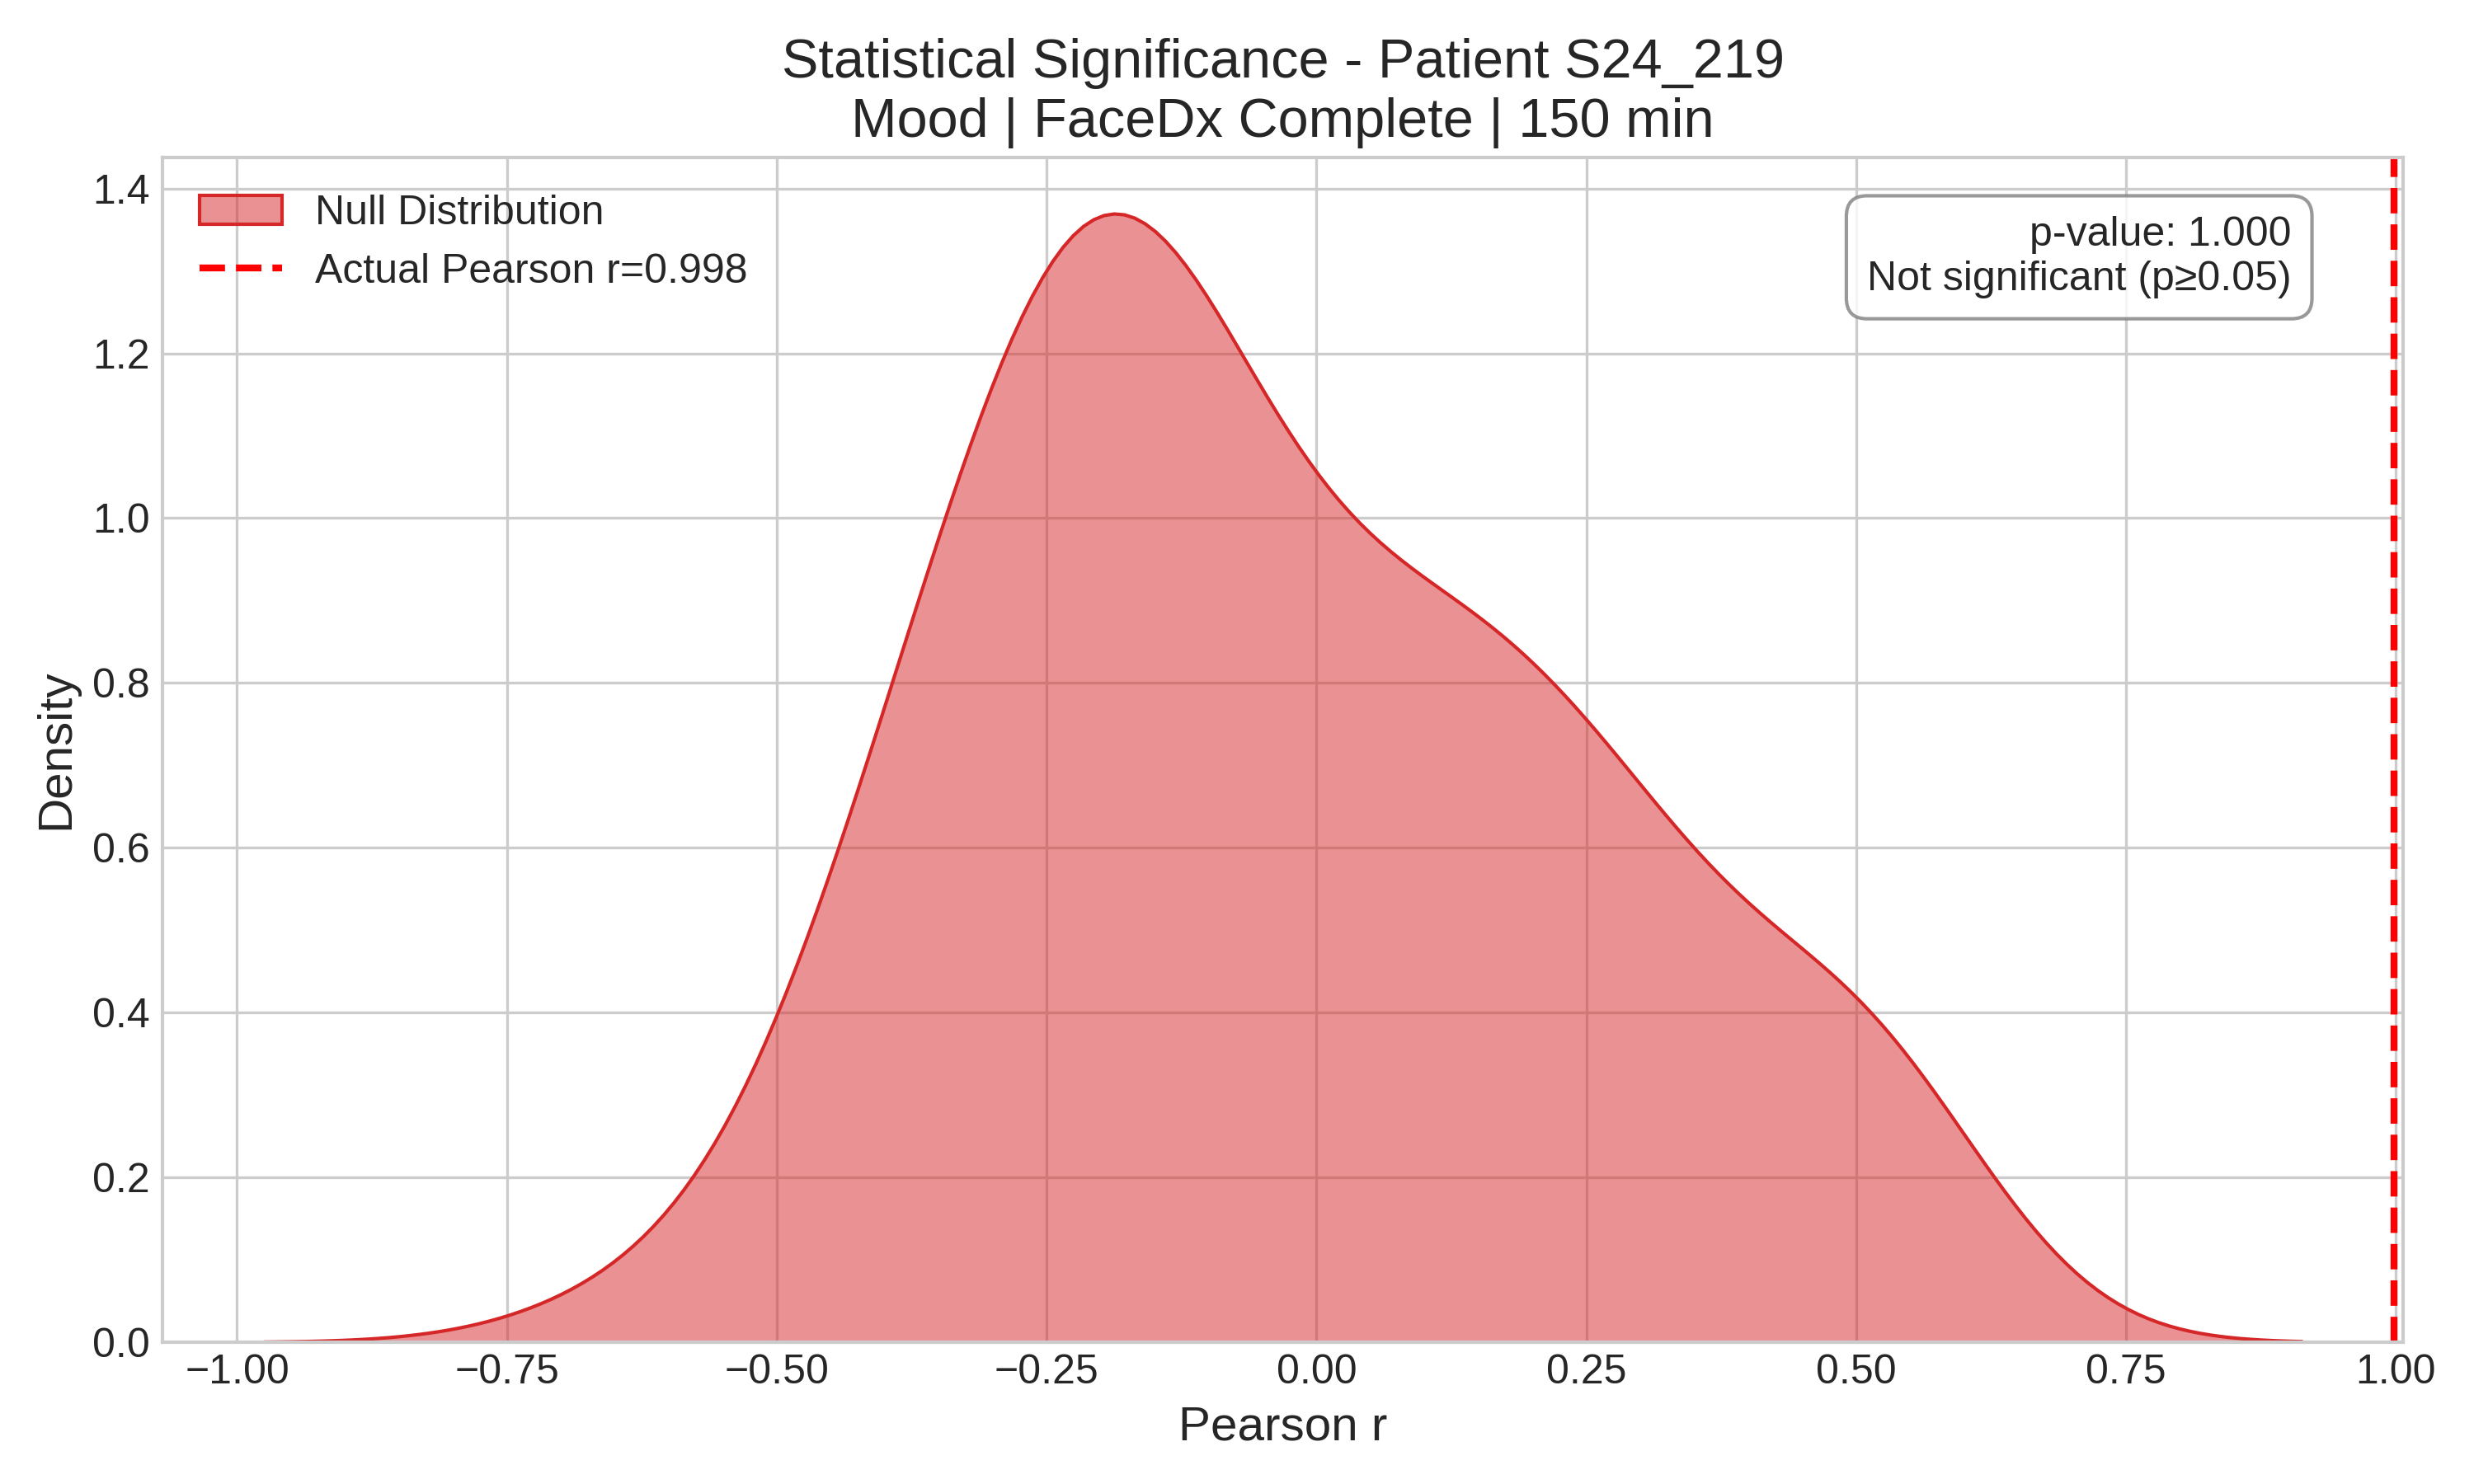 Statistical Significance - Patient S24_219
Mood | FaceDx Complete | 150 min
Null Distribution
Actual Pearson r=0.998
p-value: 1.000
Not significant (p≥0.05)
Density
1.4
1.2
1.0
0.8
0.6
0.4
0.2
0.0
−1.00 −0.75 −0.50 −0.25 0.00 0.25 0.50 0.75 1.00
Pearson r